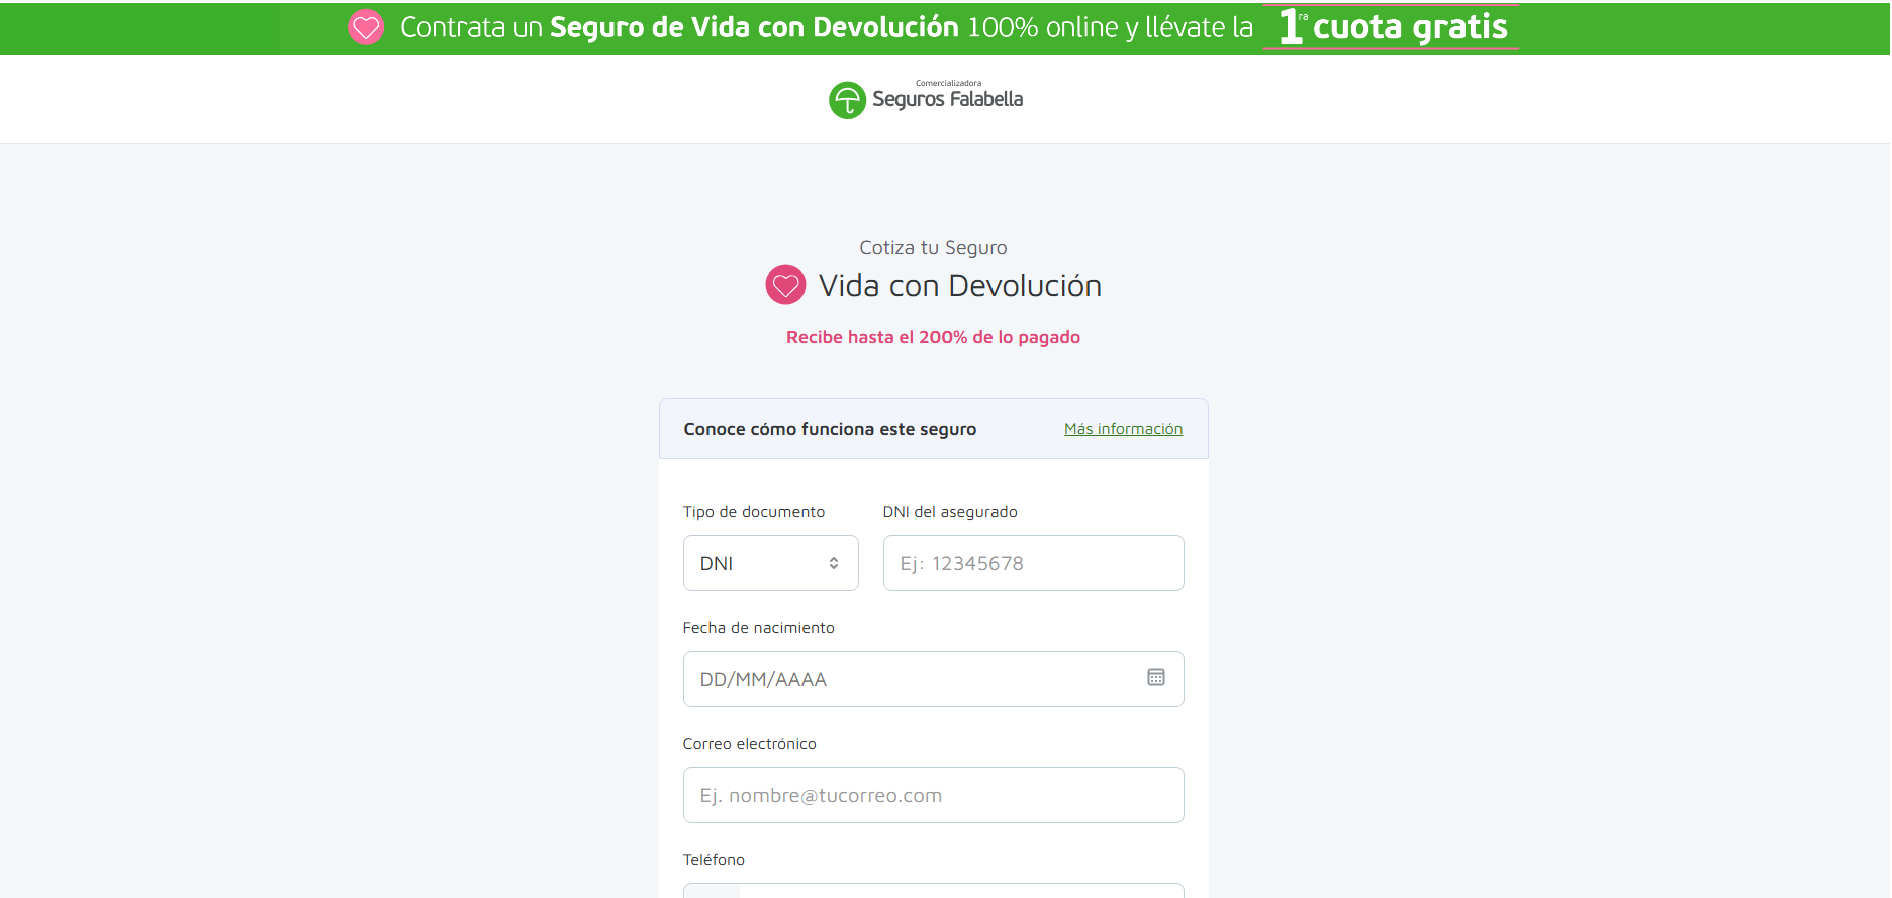 Contrata un Seguro de Vida con Devolución 100% online y llévate la 1ra cuota gratis
Comercializadora
Seguros Falabella
Cotiza tu Seguro
Vida con Devolución
Recibe hasta el 200% de lo pagado
Conoce cómo funciona este seguro Más información
Tipo de documento DNI del asegurado
DNI Ej: 12345678
Fecha de nacimiento
DD/MM/AAAA
Correo electrónico
Ej. nombre@tucorreo.com
Teléfono